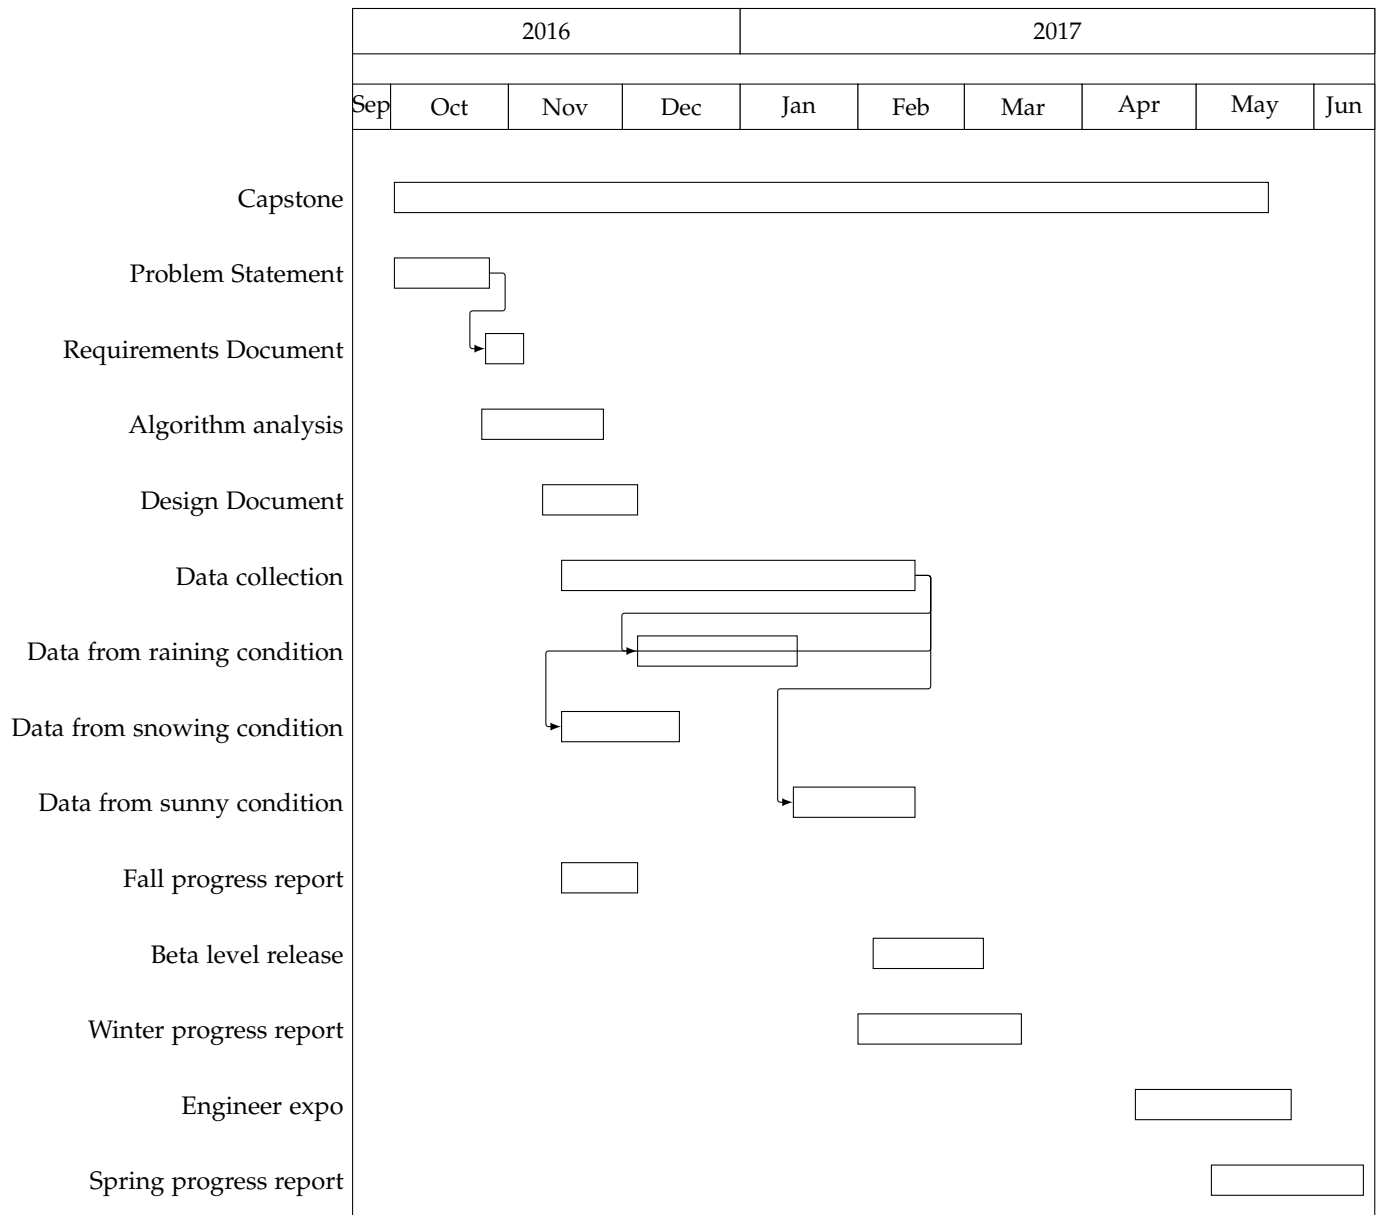 2016 2017
Sep Oct Nov Dec Jan Feb Mar Apr May Jun
Capstone
Problem Statement
Requirements Document
Algorithm analysis
Design Document
Data collection
Data from raining condition
Data from snowing condition
Data from sunny condition
Fall progress report
Beta level release
Winter progress report
Engineer expo
Spring progress report